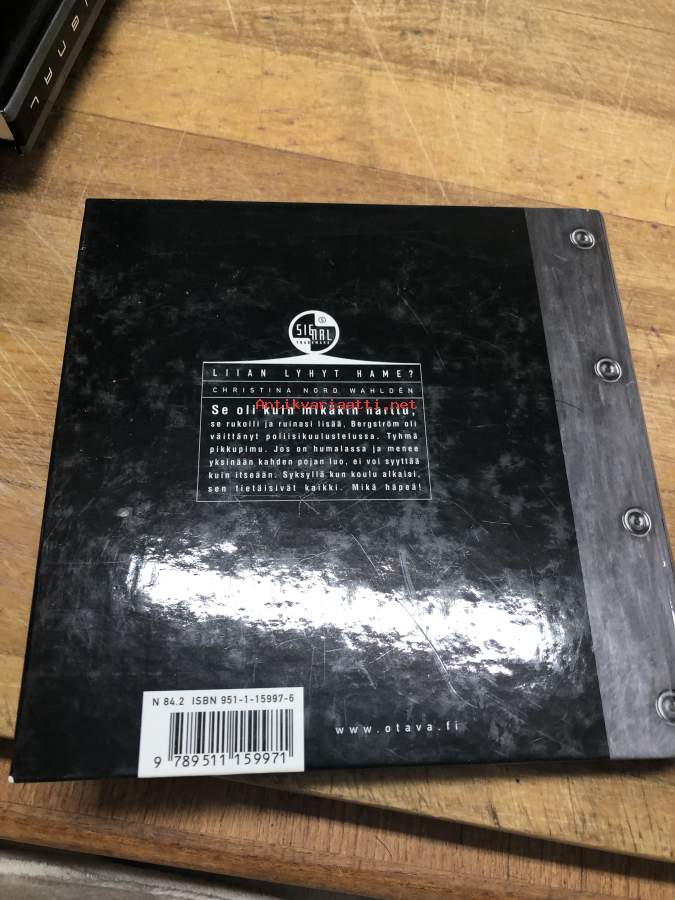 SIGNAL
SIGNAL
TRADEMARK
LIIAN LYHYT HAME?
CHRISTINA NORD WAHLDÉN
Antikvariaatti.net
Se oli kuin mikäkin narttu,
se rukoili ja ruinasi lisää, Bergström oli
väittänyt poliisikuulustelussa. Tyhmä
pikkupimu. Jos on humalassa ja menee
yksinään kahden pojan luo, ei voi syyttää
kuin itseään. Syksyllä kun koulu alkaisi,
sen tietäisivät kaikki. Mikä häpeä!
N 84.2 ISBN 951-1-15997-6
9 789511 159971
www.otava.fi